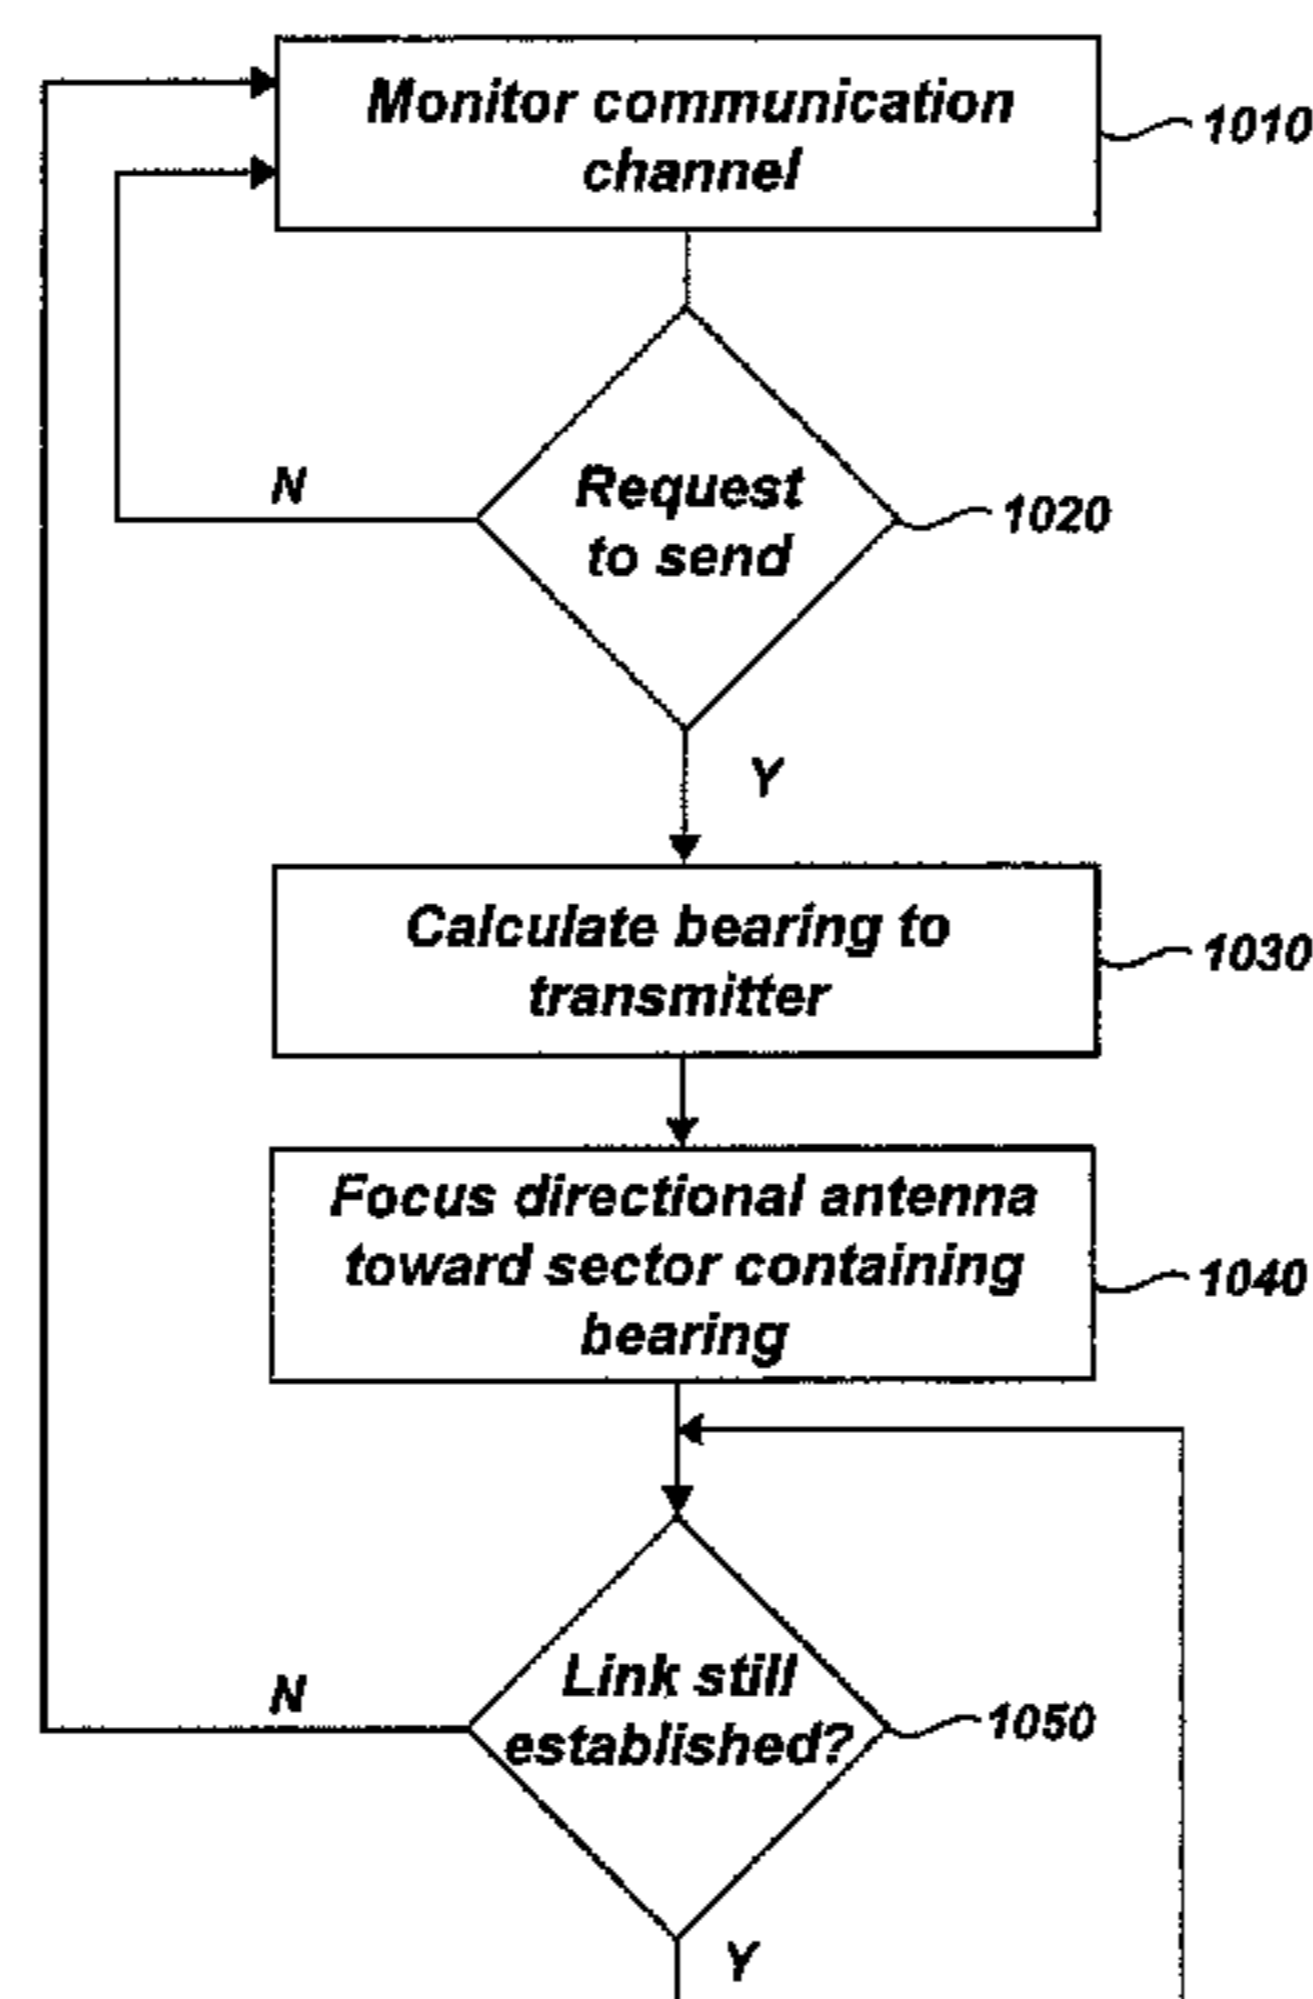 Monitor communication
channel
1010
N
Request
to send
1020
Y
Calculate bearing to
transmitter
1030
Focus directional antenna
toward sector containing
bearing
1040
N
Link still
established?
1050
Y